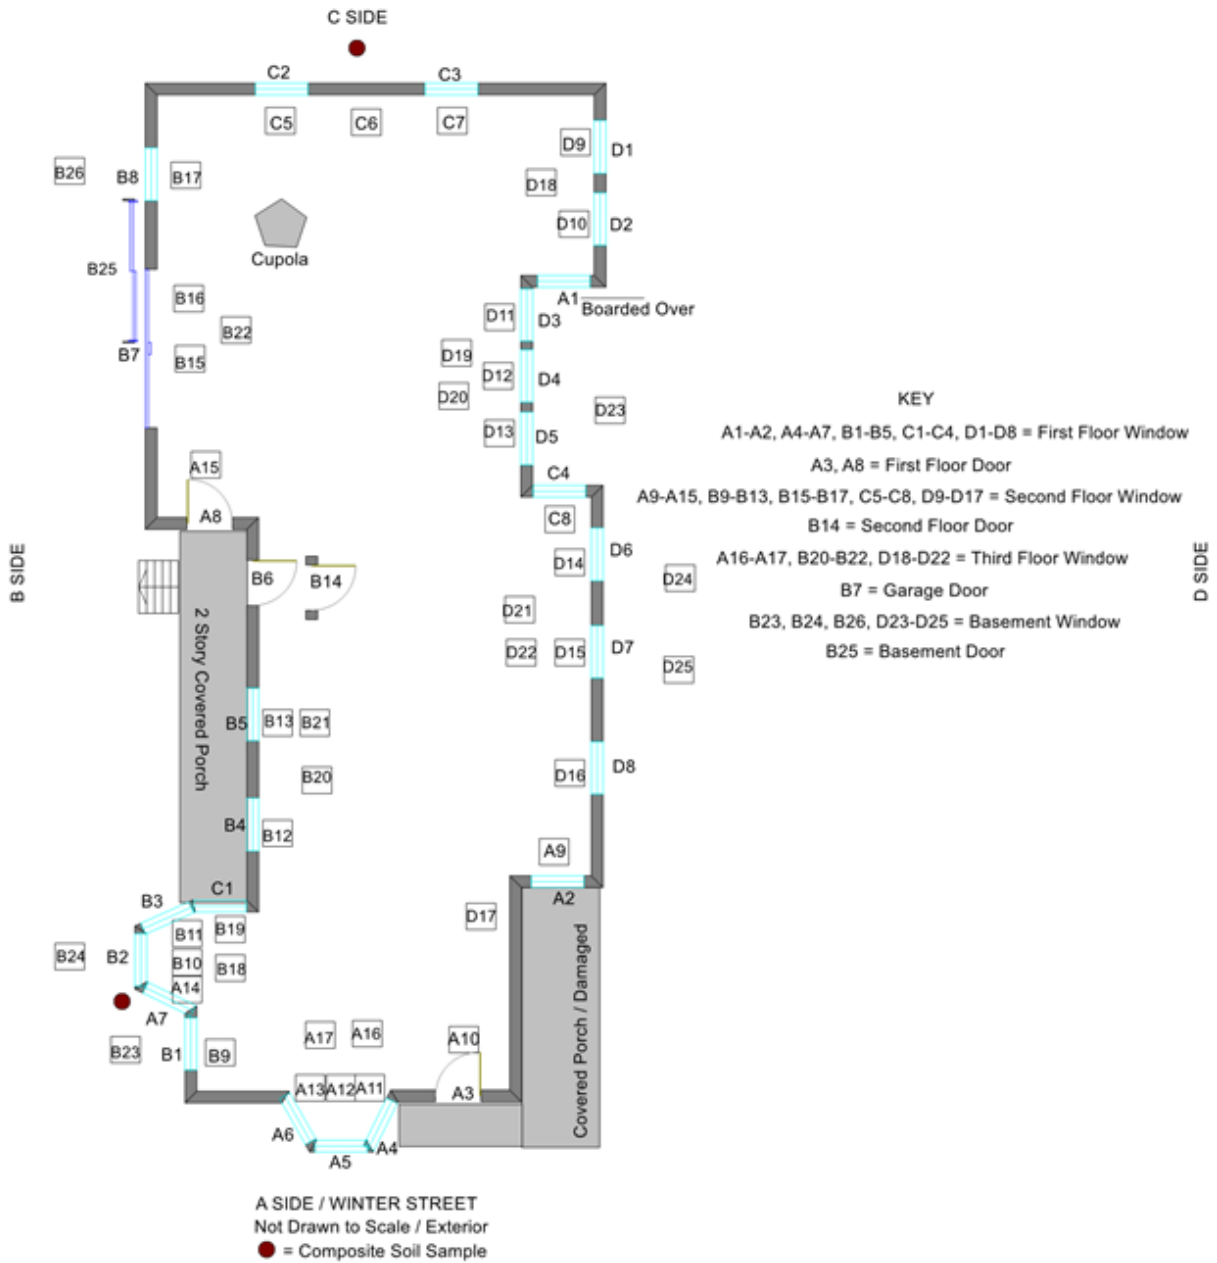 C SIDE
C2
C3
C5
C6
C7
D9
D1
B26
B8
B17
D18
D10
D2
Cupola
B25
B16
B22
B7
B15
A1
Boarded Over
D11
D3
D19
D12
D4
D20
D23
D13
D5
C4
A15
A8
C8
D14
D6
B6
B14
D24
D21
D22
D15
D7
D25
2 Story Covered Porch
B5
B13
B21
B20
D16
D8
B4
B12
A9
A2
C1
B3
D17
B11
B19
B24
B2
B10
B18
A14
A7
B23
B1
B9
A17
A16
A10
A13
A12
A11
A3
A6
A5
A4
Covered Porch / Damaged
B SIDE
D SIDE
KEY
A1-A2, A4-A7, B1-B5, C1-C4, D1-D8 = First Floor Window
A3, A8 = First Floor Door
A9-A15, B9-B13, B15-B17, C5-C8, D9-D17 = Second Floor Window
B14 = Second Floor Door
A16-A17, B20-B22, D18-D22 = Third Floor Window
B7 = Garage Door
B23, B24, B26, D23-D25 = Basement Window
B25 = Basement Door
A SIDE / WINTER STREET
Not Drawn to Scale / Exterior
= Composite Soil Sample